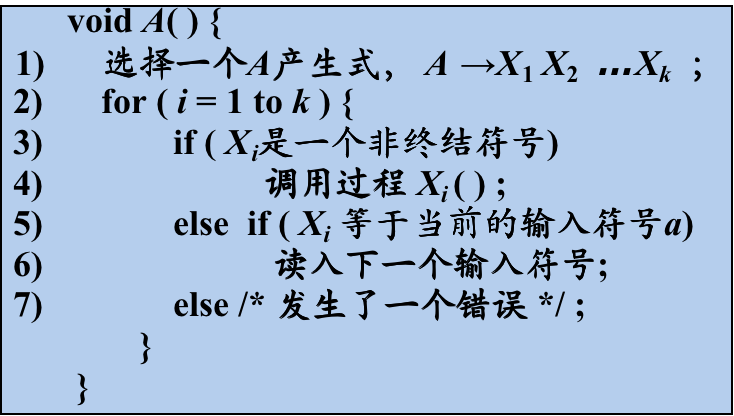 void A( ) {
1) 选择一个A产生式, A →X1 X2 …Xk ;
2) for ( i = 1 to k ) {
3) if ( Xi是一个非终结符号)
4) 调用过程 Xi ( ) ;
5) else if ( Xi 等于当前的输入符号a)
6) 读入下一个输入符号;
7) else /* 发生了一个错误 */ ;
}
}